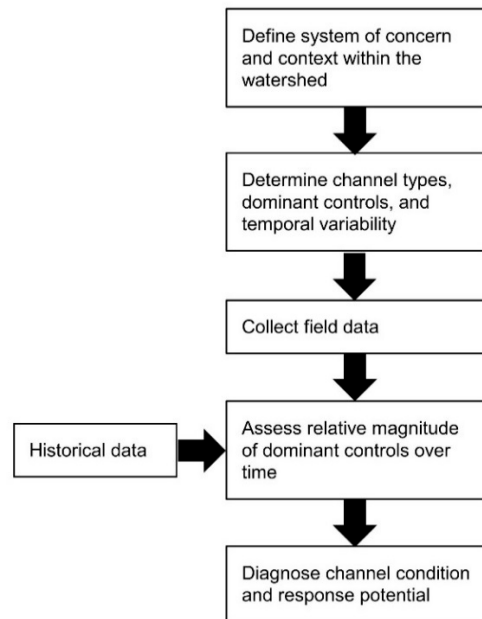 Define system of concern
and context within the
watershed
Determine channel types,
dominant controls, and
temporal variability
Collect field data
Historical data
Assess relative magnitude
of dominant controls over
time
Diagnose channel condition
and response potential